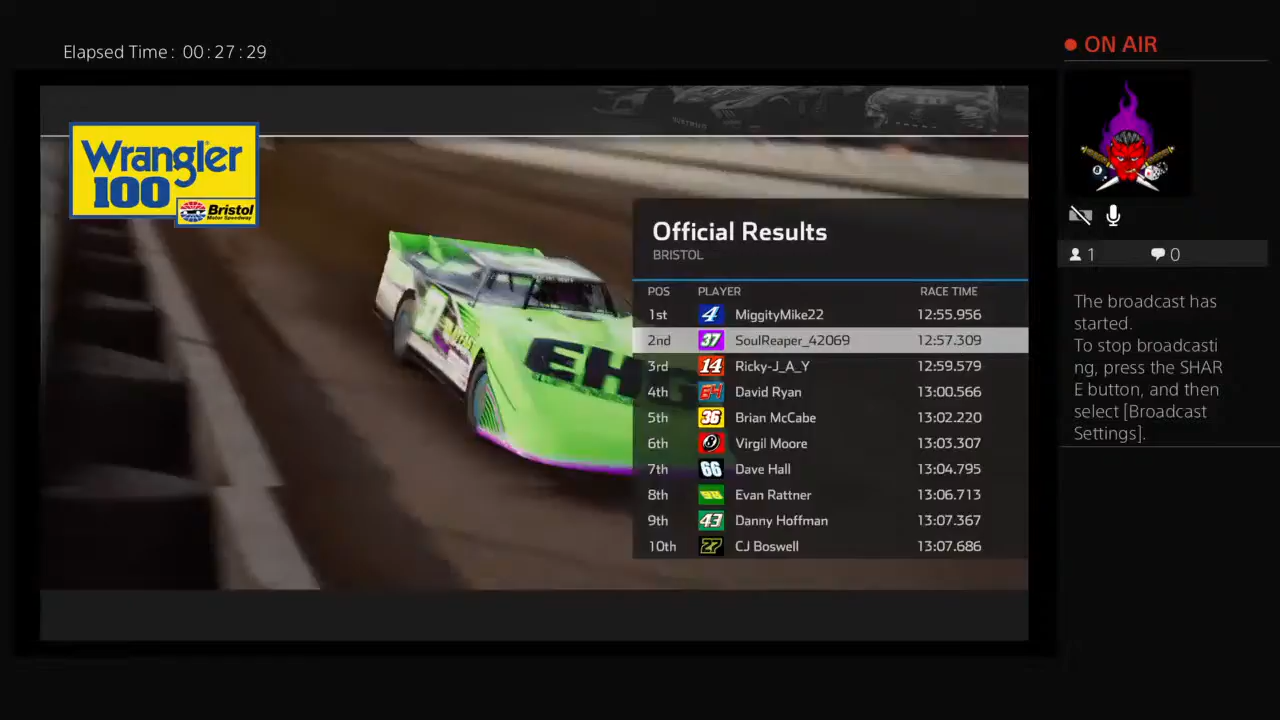 Elapsed Time: 00:27:29
ON AIR
Wrangler
100
Bristol
Motor Speedway
1
0
Official Results
BRISTOL
POS PLAYER RACE TIME
1st 4 MiggityMike22 12:55.956
2nd 37 SoulReaper_42069 12:57.309
3rd 14 Ricky-J_A_Y 12:59.579
4th EH David Ryan 13:00.566
5th 36 Brian McCabe 13:02.220
6th 8 Virgil Moore 13:03.307
7th 66 Dave Hall 13:04.795
8th Evan Rattner 13:06.713
9th 43 Danny Hoffman 13:07.367
10th 27 CJ Boswell 13:07.686
EHG
The broadcast has
started.
To stop broadcasti
ng, press the SHAR
E button, and then
select [Broadcast
Settings].